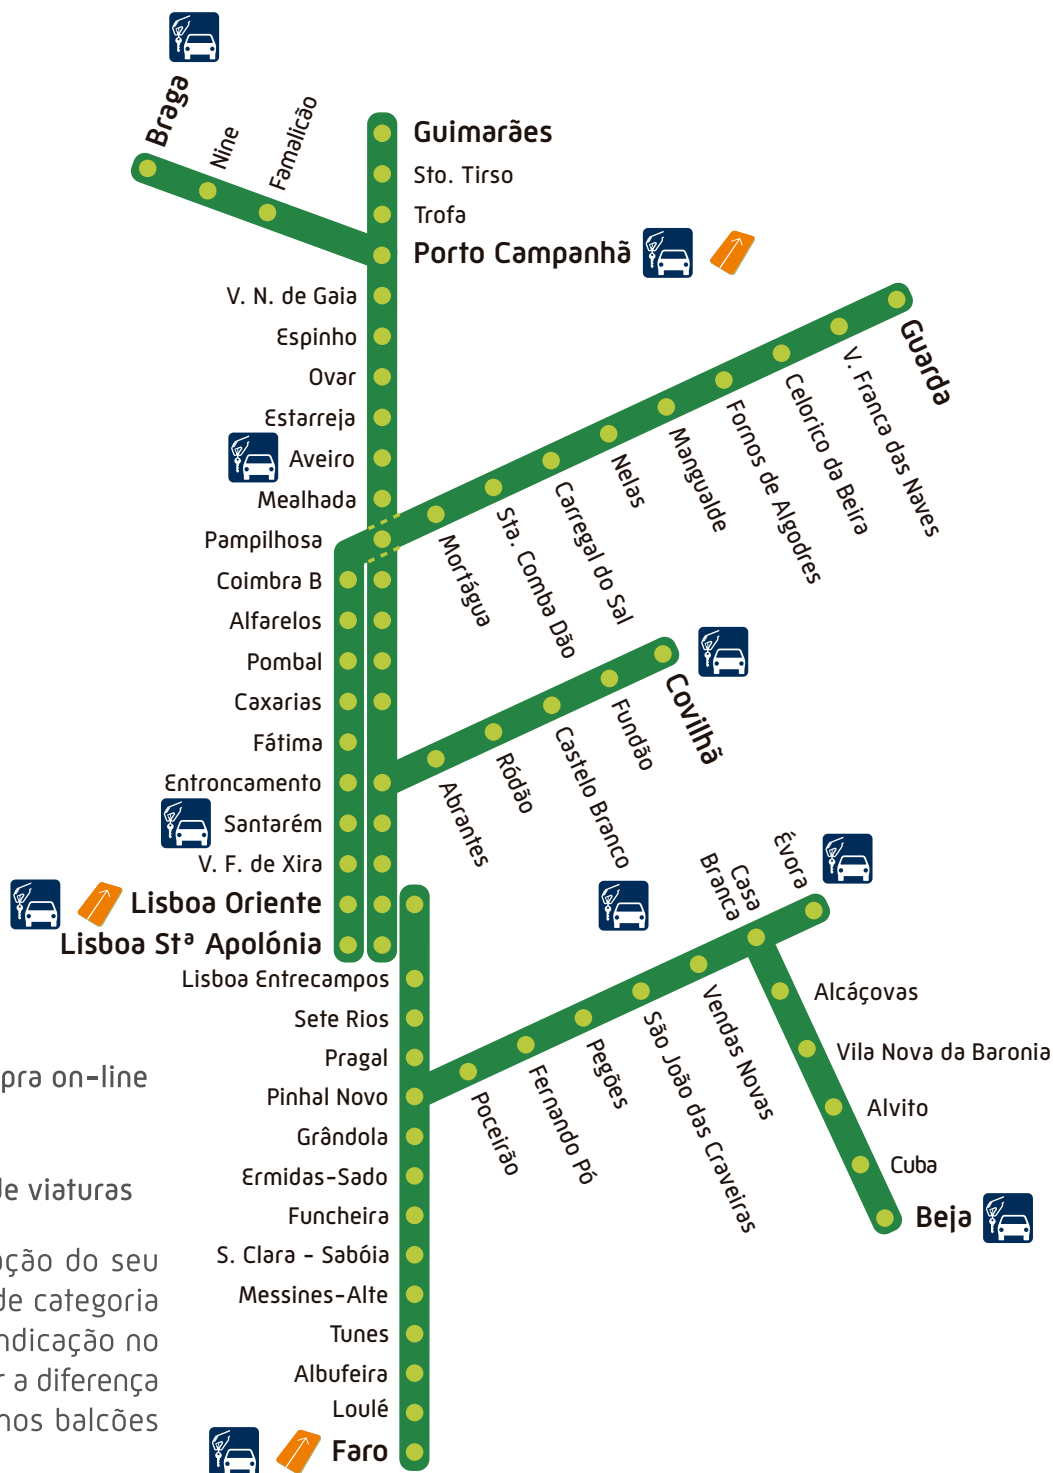 Braga
Nine
Famalicão
Guimarães
Sto. Tirso
Trofa
Porto Campanhã
V. N. de Gaia
Espinho
Ovar
Estarreja
Aveiro
Mealhada
Pampilhosa
Coimbra B
Alfarelos
Pombal
Caxarias
Fátima
Entroncamento
Santarém
V. F. de Xira
Lisboa Oriente
Lisboa Stª Apolónia
Guarda
V. Franca das Naves
Celorico da Beira
Fornos de Algodres
Mangualde
Nelas
Carregal do Sal
Sta. Comba Dão
Mortágua
Covilhã
Fundão
Castelo Branco
Ródão
Abrantes
Lisboa Entrecampos
Sete Rios
Pragal
Pinhal Novo
Grândola
Ermidas-Sado
Funcheira
S. Clara - Sabóia
Messines-Alte
Tunes
Albufeira
Loulé
Faro
Évora
Casa
Branca
Vendas Novas
São João das Craveiras
Pegões
Fernando Pó
Poceirão
Alcáçovas
Vila Nova da Baronia
Alvito
Cuba
Beja
pra on-line
de viaturas
ação do seu
de categoria
ndicação no
r a diferença
nos balcões